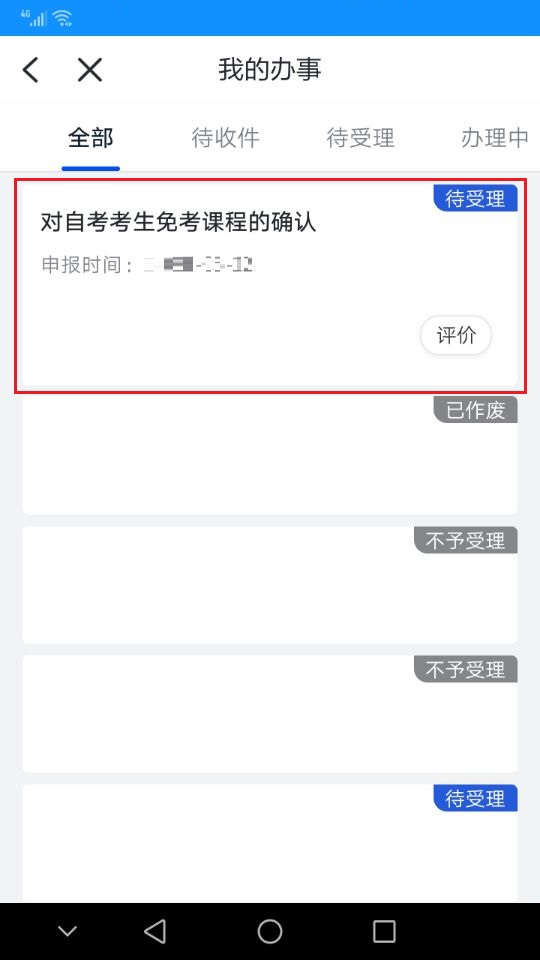 4G
我的办事
全部 待收件 待受理 办理中
待受理
对自考考生免考课程的确认
申报时间：
评价
已作废
不予受理
不予受理
待受理